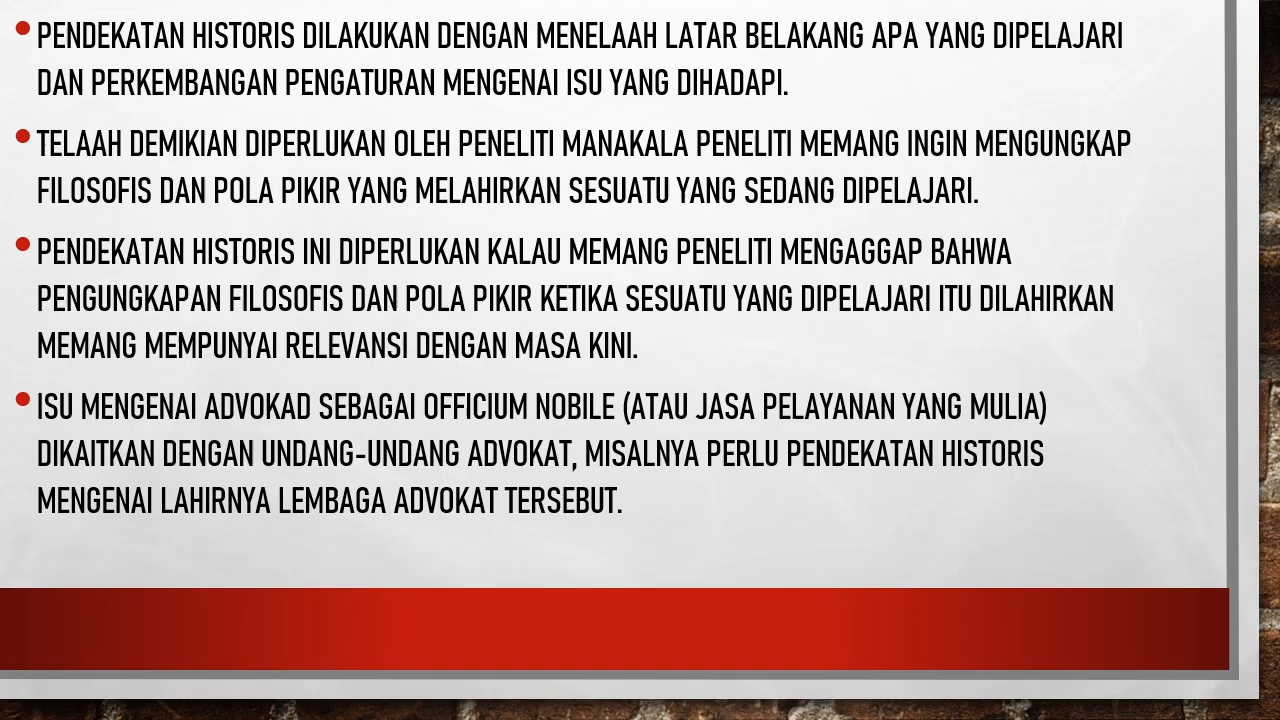 • PENDEKATAN HISTORIS DILAKUKAN DENGAN MENELAAH LATAR BELAKANG APA YANG DIPELAJARI
DAN PERKEMBANGAN PENGATURAN MENGENAI ISU YANG DIHADAPI.
• TELAAH DEMIKIAN DIPERLUKAN OLEH PENELITI MANAKALA PENELITI MEMANG INGIN MENGUNGKAP
FILOSOFIS DAN POLA PIKIR YANG MELAHIRKAN SESUATU YANG SEDANG DIPELAJARI.
• PENDEKATAN HISTORIS INI DIPERLUKAN KALAU MEMANG PENELITI MENGAGGAP BAHWA
PENGUNGKAPAN FILOSOFIS DAN POLA PIKIR KETIKA SESUATU YANG DIPELAJARI ITU DILAHIRKAN
MEMANG MEMPUNYAI RELEVANSI DENGAN MASA KINI.
• ISU MENGENAI ADVOKAD SEBAGAI OFFICIUM NOBILE (ATAU JASA PELAYANAN YANG MULIA)
DIKAITKAN DENGAN UNDANG-UNDANG ADVOKAT, MISALNYA PERLU PENDEKATAN HISTORIS
MENGENAI LAHIRNYA LEMBAGA ADVOKAT TERSEBUT.